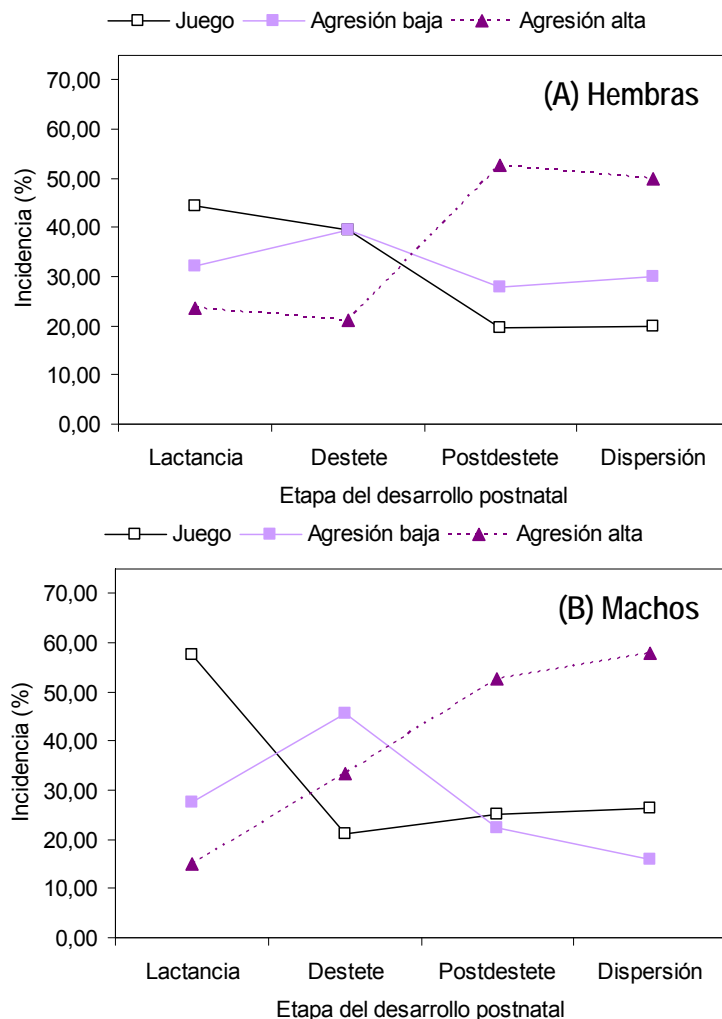 Juego Agresión baja Agresión alta
70,00
(A) Hembras
60,00
50,00
40,00
30,00
20,00
10,00
0,00
Incidencia (%)
Lactancia Destete Postdestete Dispersión
Etapa del desarrollo postnatal
Juego Agresión baja Agresión alta
70,00
(B) Machos
60,00
50,00
40,00
30,00
20,00
10,00
0,00
Incidencia (%)
Lactancia Destete Postdestete Dispersión
Etapa del desarrollo postnatal